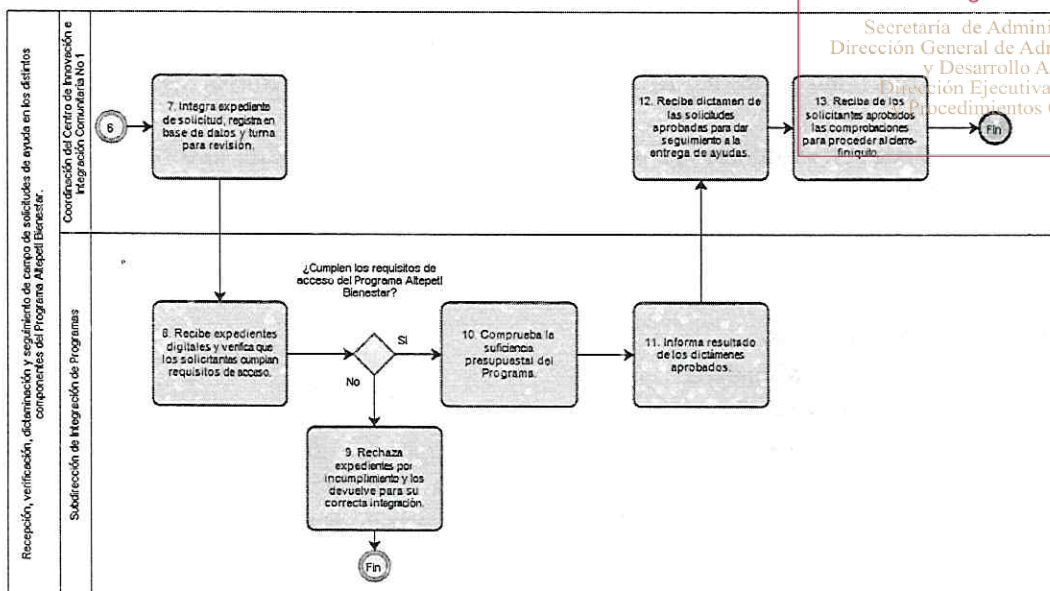 Secretaría de Admini
Dirección General de Adm
y Desarrollo A
Dirección Ejecutiva
y Procedimientos
Recepción, verificación, dictaminación y seguimiento de campo de solicitudes de ayuda en los distintos
componentes del Programa Altepetl Bienestar.
Coordinación del Centro de Innovación e
Integración Comunitaria No 1
6
7. Integra expediente
de solicitud, registra en
base de datos y turna
para revisión.
12. Recibe dictamen de
las solicitudes
aprobadas para dar
seguimiento a la
entrega de ayudas.
13. Recibe de los
solicitantes aprobados
las comprobaciones
para proceder al cierre-
finiquito.
Fin
Subdirección de Integración de Programas
8. Recibe expedientes
digitales y verifica que
los solicitantes cumplan
requisitos de acceso.
¿Cumplen los requisitos de
acceso del Programa Altepetl
Bienestar?
Si
No
10. Comprueba la
suficiencia
presupuestal del
Programa.
11. Informa resultado
de los dictámenes
aprobados.
9. Rechaza
expedientes por
incumplimiento y los
devuelve para su
correcta integración.
Fin